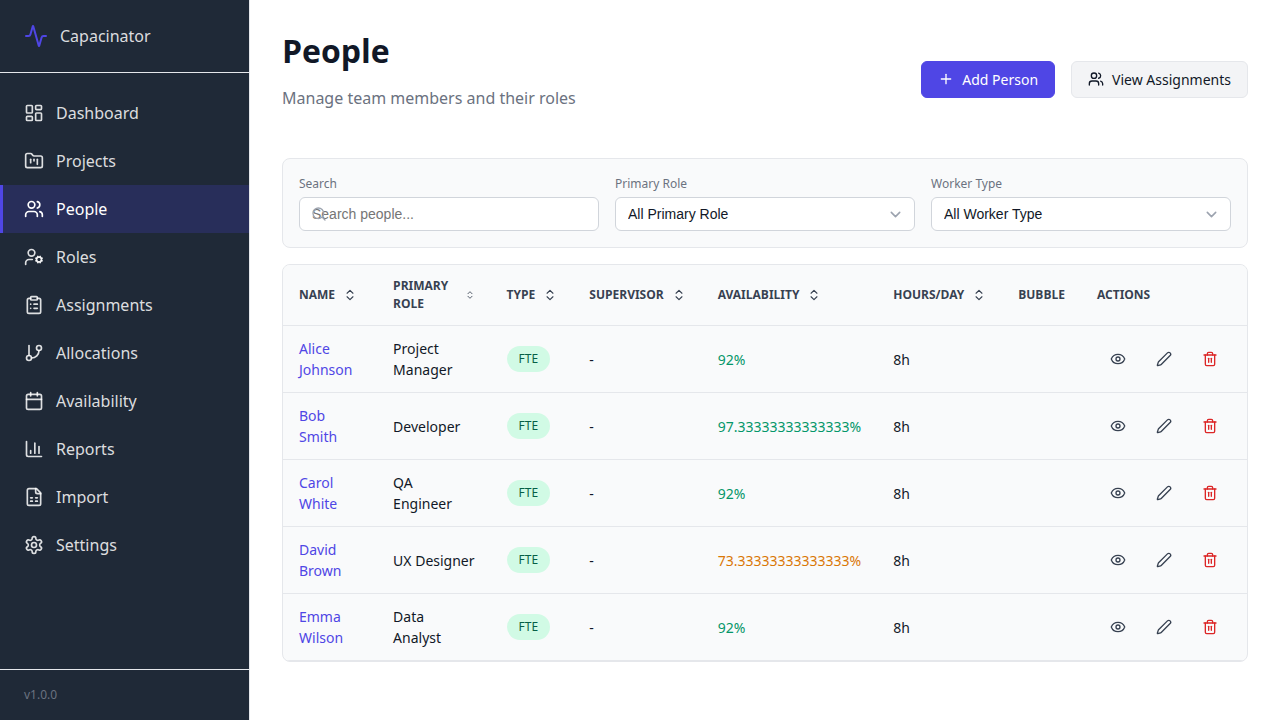 Capacinator
Dashboard
Projects
People
Roles
Assignments
Allocations
Availability
Reports
Import
Settings
v1.0.0
People
Manage team members and their roles
Add Person
View Assignments
Search
Primary Role
Worker Type
Search people...
All Primary Role
All Worker Type
NAME
PRIMARY
ROLE
TYPE
SUPERVISOR
AVAILABILITY
HOURS/DAY
BUBBLE
ACTIONS
Alice
Johnson
Project
Manager
FTE
-
92%
8h
Bob
Smith
Developer
FTE
-
97.33333333333333%
8h
Carol
White
QA
Engineer
FTE
-
92%
8h
David
Brown
UX Designer
FTE
-
73.33333333333333%
8h
Emma
Wilson
Data
Analyst
FTE
-
92%
8h